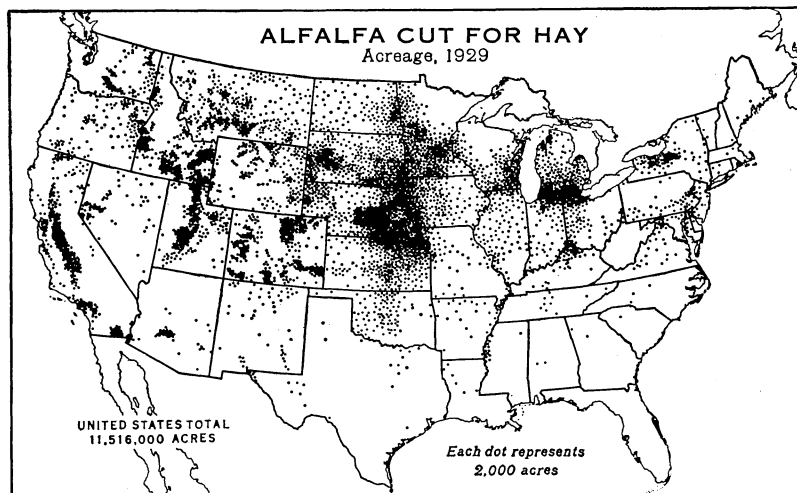 ALFALFA CUT FOR HAY
Acreage, 1929
UNITED STATES TOTAL
11,516,000 ACRES
Each dot represents
2,000 acres